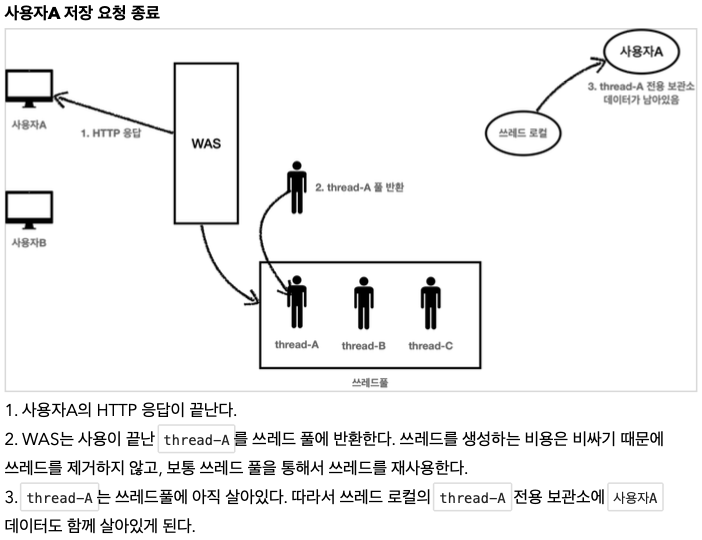 사용자A 저장 요청 종료
사용자A
3. thread-A 전용 보관소
데이터가 남아있음
사용자A
1. HTTP 응답
WAS
쓰레드 로컬
2. thread-A 풀 반환
사용자B
thread-A
thread-B
thread-C
쓰레드풀
1. 사용자A의 HTTP 응답이 끝난다.
2. WAS는 사용이 끝난 thread-A 를 쓰레드 풀에 반환한다. 쓰레드를 생성하는 비용은 비싸기 때문에
쓰레드를 제거하지 않고, 보통 쓰레드 풀을 통해서 쓰레드를 재사용한다.
3. thread-A 는 쓰레드풀에 아직 살아있다. 따라서 쓰레드 로컬의 thread-A 전용 보관소에 사용자A
데이터도 함께 살아있게 된다.